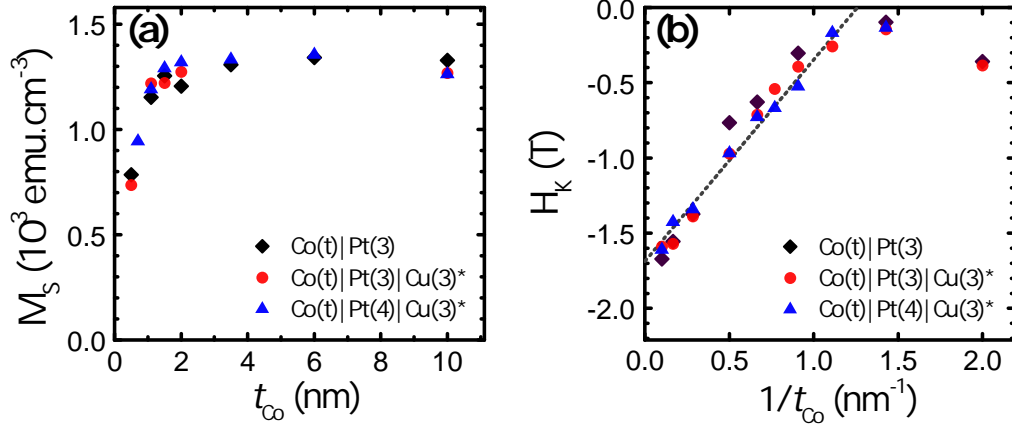 (a)
1.5
1.0
0.5
0.0
M_S (10^3 emu.cm^-3)
Co(t)|Pt(3)
Co(t)|Pt(3)|Cu(3)*
Co(t)|Pt(4)|Cu(3)*
0 2 4 6 8 10
t_Co (nm)
(b)
0.0
-0.5
-1.0
-1.5
-2.0
H_K (T)
Co(t)|Pt(3)
Co(t)|Pt(3)|Cu(3)*
Co(t)|Pt(4)|Cu(3)*
0.0 0.5 1.0 1.5 2.0
1/t_Co (nm^-1)